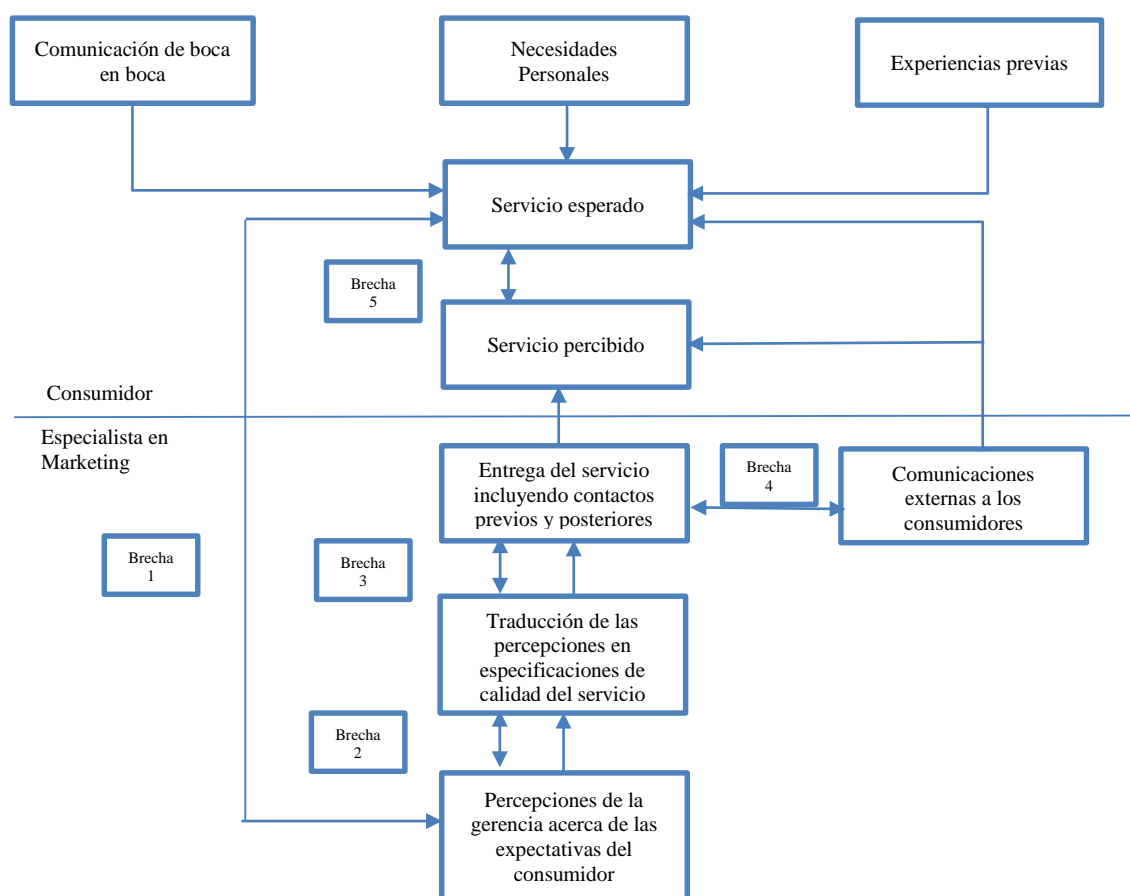 Comunicación de boca
en boca
Necesidades
Personales
Experiencias previas
Servicio esperado
Brecha
5
Servicio percibido
Consumidor
Especialista en
Marketing
Entrega del servicio
incluyendo contactos
previos y posteriores
Brecha
4
Comunicaciones
externas a los
consumidores
Brecha
1
Brecha
3
Traducción de las
percepciones en
especificaciones de
calidad del servicio
Brecha
2
Percepciones de la
gerencia acerca de las
expectativas del
consumidor